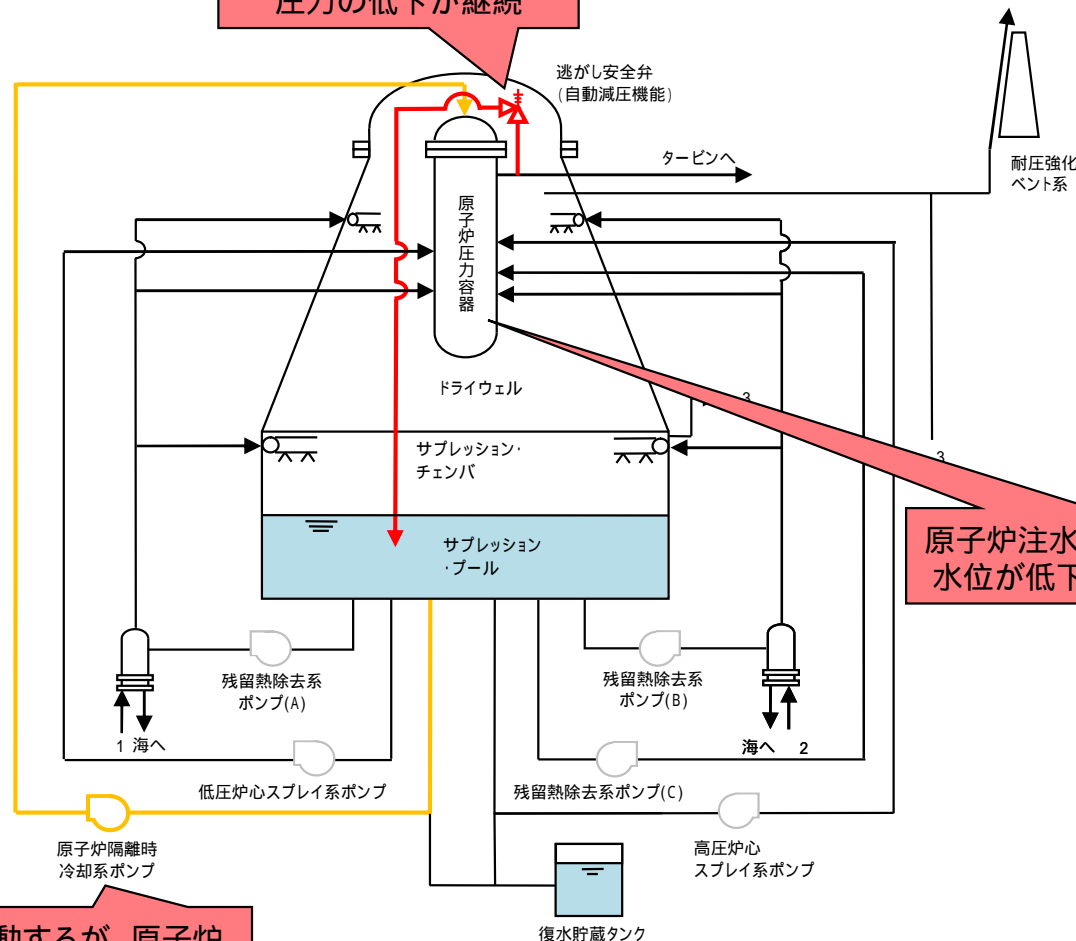 圧力の低下が継続
逃がし安全弁
(自動減圧機能)
タービンへ
耐圧強化
ベント系
原子炉圧力容器
ドライウェル
3
サプレッション・
チェンバ
3
サプレッション
・プール
原子炉注水
水位が低下
残留熱除去系
ポンプ(A)
残留熱除去系
ポンプ(B)
1 海へ
海へ 2
低圧炉心スプレイ系ポンプ
残留熱除去系ポンプ(C)
原子炉隔離時
冷却系ポンプ
高圧炉心
スプレイ系ポンプ
動するが、原子炉
復水貯蔵タンク